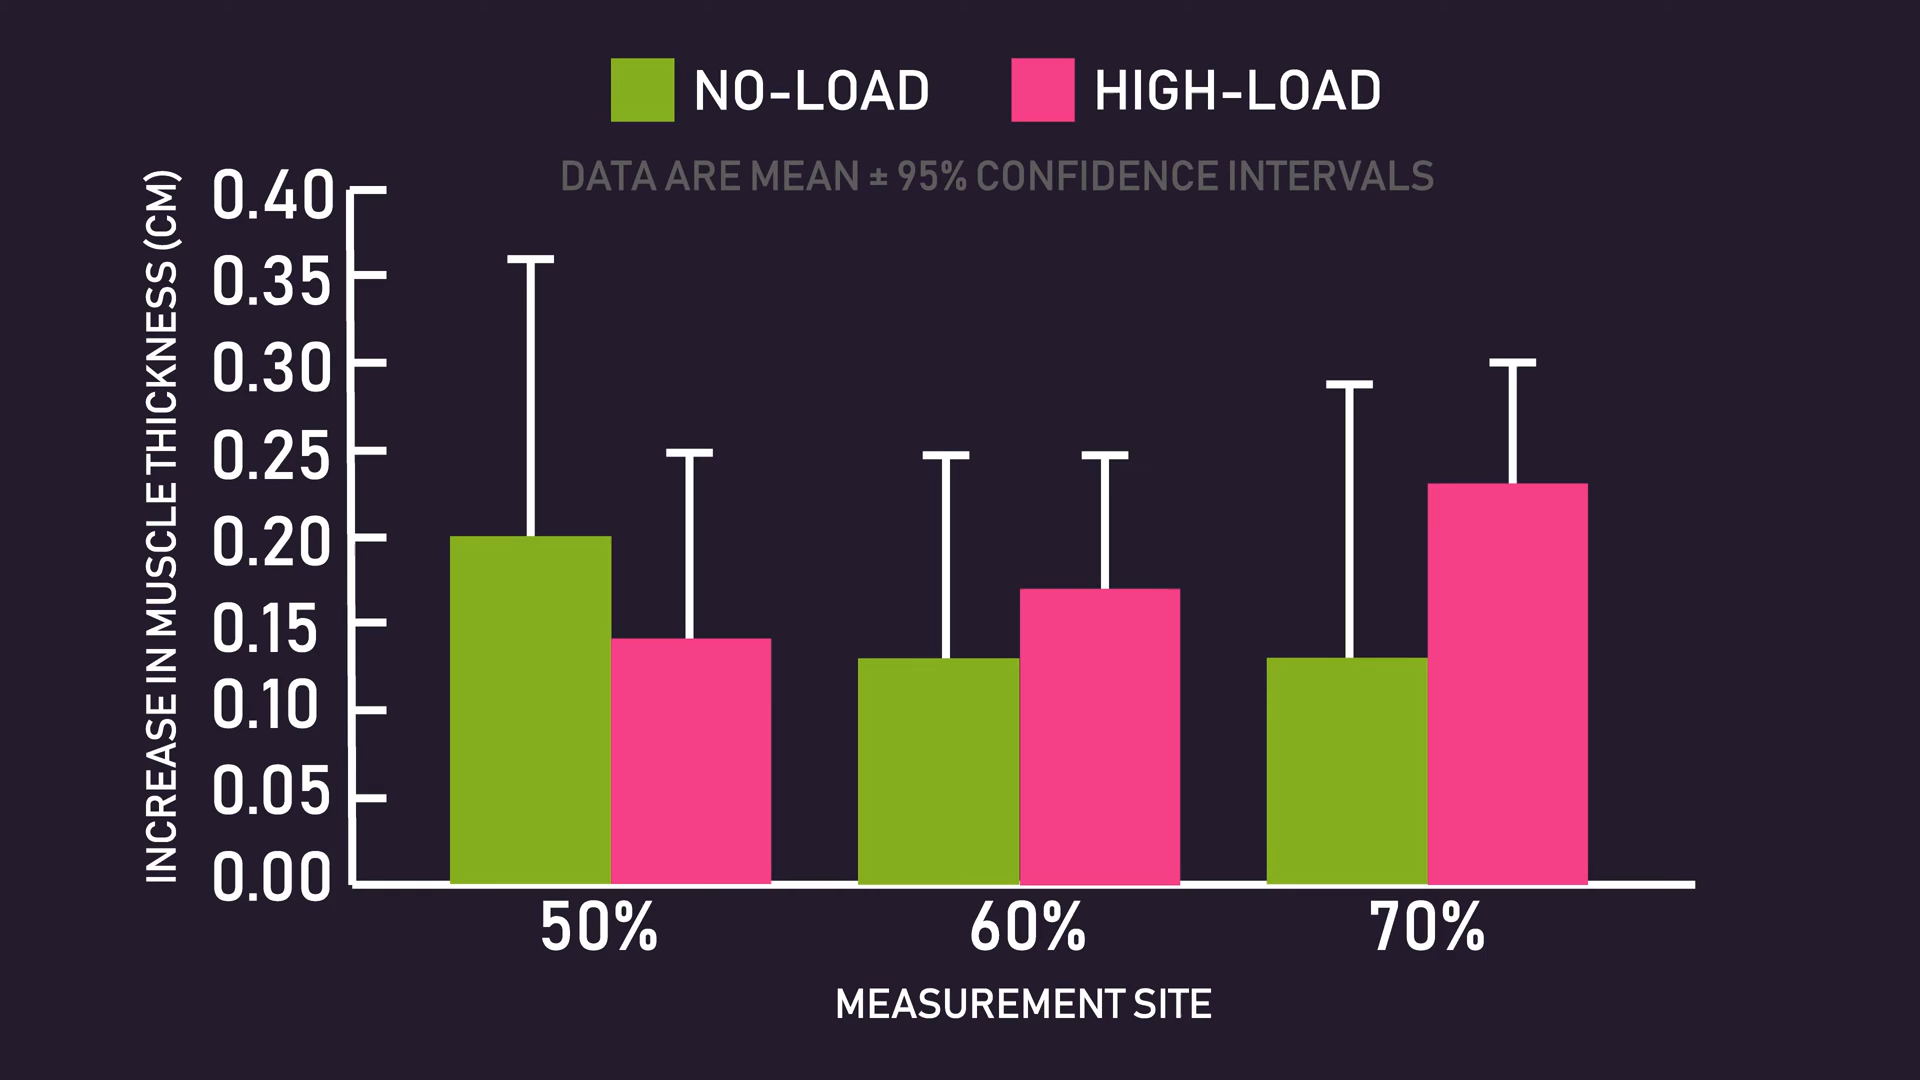 NO-LOAD
HIGH-LOAD
DATA ARE MEAN ± 95% CONFIDENCE INTERVALS
INCREASE IN MUSCLE THICKNESS (CM)
0.40
0.35
0.30
0.25
0.20
0.15
0.10
0.05
0.00
50%
60%
70%
MEASUREMENT SITE